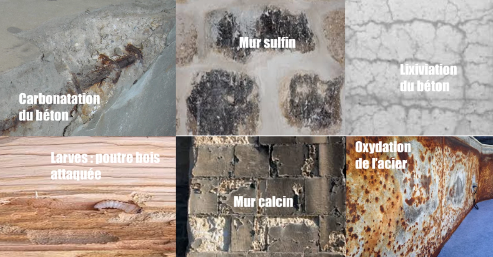 Carbonatation
du béton
Mur sulfin
Lixiviation
du béton
Larves : poutre bois
attaquée
Mur calcin
Oxydation
de l'acier